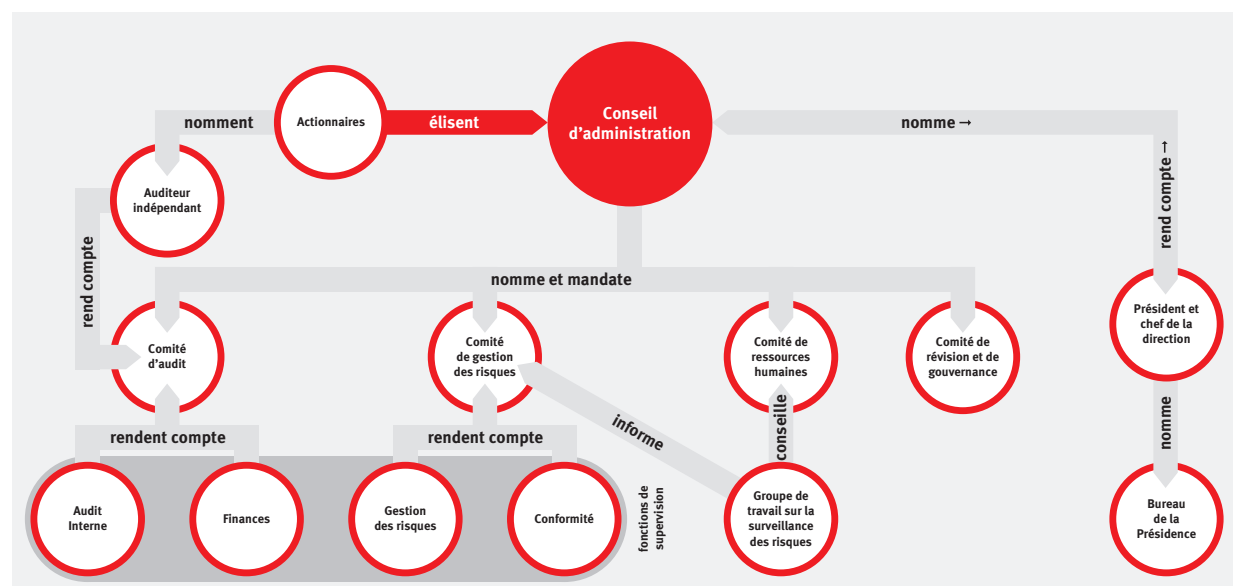 nomment
Actionnaires
élisent
Conseil
d’administration
nomme →
Auditeur
indépendant
rend compte
rend compte →
nomme et mandate
Comité
d’audit
Comité
de gestion
des risques
Comité de
ressources
humaines
Comité de
révision et de
gouvernance
Président et
chef de la
direction
rendent compte
rendent compte
informe
conseille
nomme
Audit
Interne
Finances
Gestion
des risques
Conformité
fonctions de
supervision
Groupe de
travail sur la
surveillance
des risques
Bureau
de la
Présidence